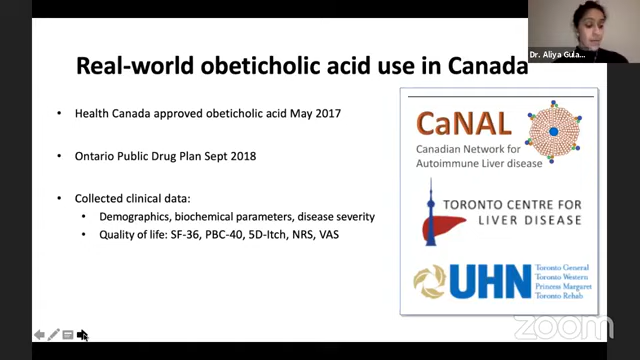 Real-world obeticholic acid use in Canada
Dr. Aliya Gula...
• Health Canada approved obeticholic acid May 2017
• Ontario Public Drug Plan Sept 2018
• Collected clinical data:
• Demographics, biochemical parameters, disease severity
• Quality of life: SF-36, PBC-40, 5D-Itch, NRS, VAS
CaNAL
Canadian Network for
Autoimmune Liver disease
TORONTO CENTRE FOR
LIVER DISEASE
UHN
Toronto General
Toronto Western
Princess Margaret
Toronto Rehab
zoom